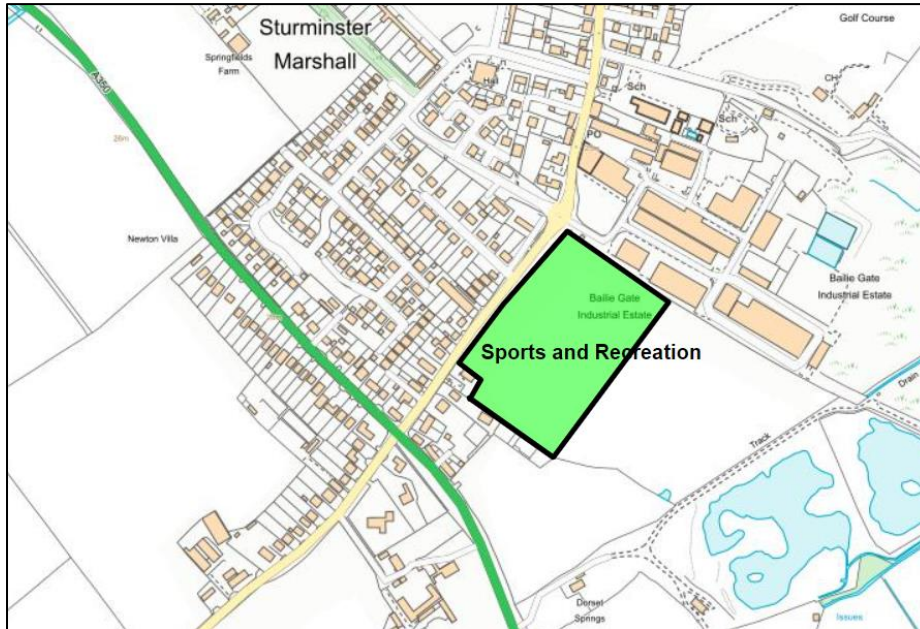 Sturminster
Marshall
Golf Course
Springfields
Farm
A350
Hall
Sch
CH
Sch
26m
PO
Newton Villa
Bailie Gate
Industrial Estate
Bailie Gate
Industrial Estate
Sports and Recreation
Drain
Track
Dorset
Springs
Issues